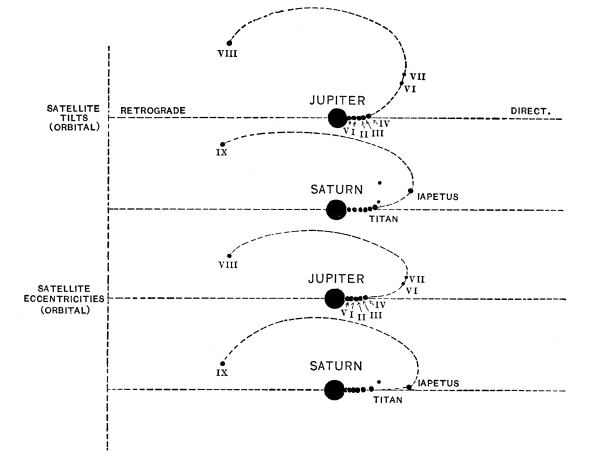 VIII
VII
VI
JUPITER
SATELLITE
TILTS
(ORBITAL)
RETROGRADE
DIRECT.
V I II III IV
IX
SATURN
IAPETUS
TITAN
VIII
JUPITER
VII
VI
SATELLITE
ECCENTRICITIES
(ORBITAL)
V I II III IV
IX
SATURN
IAPETUS
TITAN